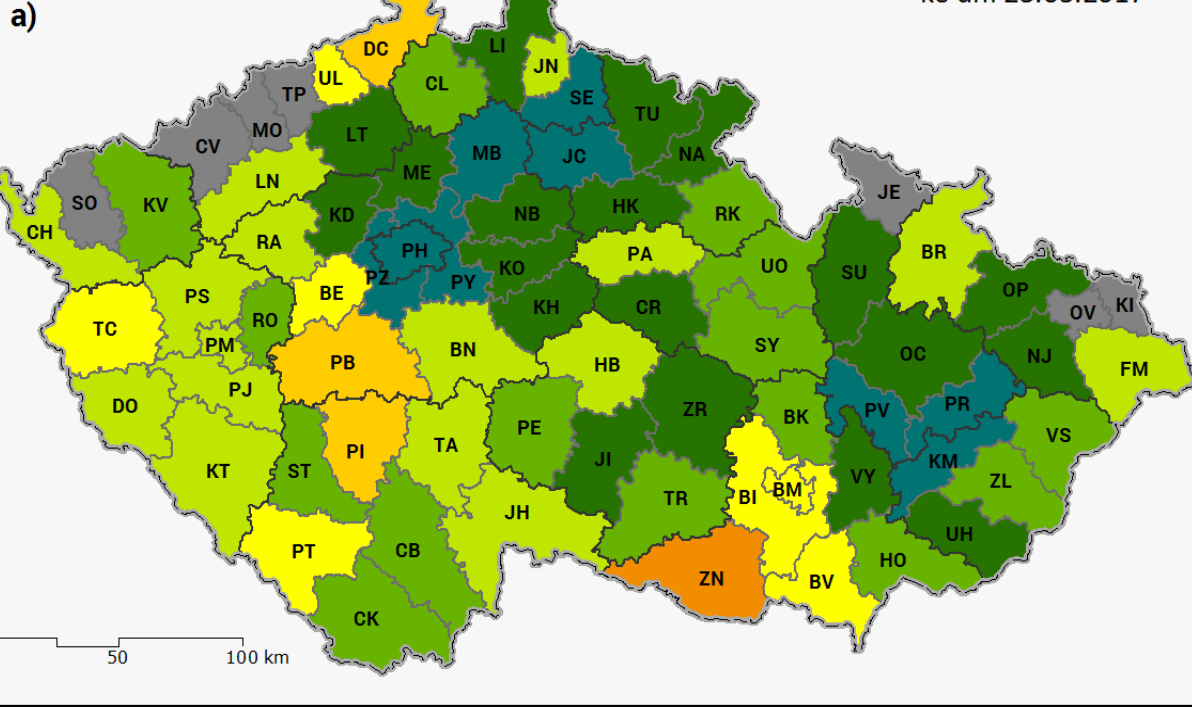 a)
DC
LI
UL
JN
CL
TP
SE
TU
MO
LT
CV
MB
JC
NA
ME
LN
JE
SO
KV
KD
NB
HK
RK
CH
RA
PH
PA
BR
KO
UO
SU
PZ
PY
OP
KI
BE
PS
KH
CR
OV
RO
TC
PM
SY
OC
NJ
PB
BN
HB
FM
PJ
DO
ZR
PV
PR
BK
PE
VS
TA
PI
JI
KM
KT
ST
VY
ZL
BM
BI
TR
JH
UH
PT
CB
HO
ZN
BV
CK
50
100 km